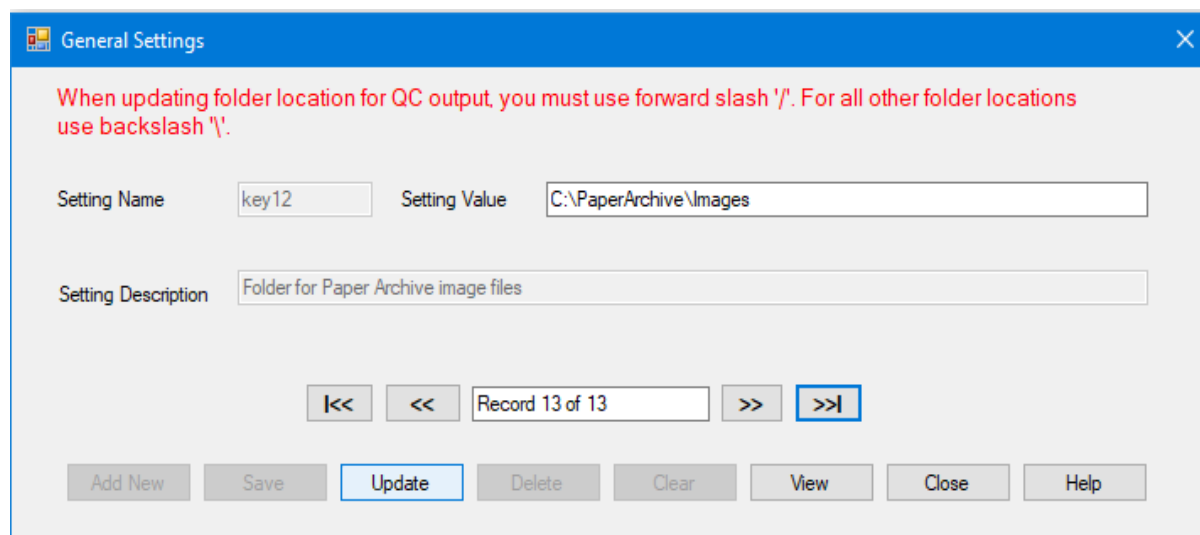 General Settings
When updating folder location for QC output, you must use forward slash '/'. For all other folder locations
use backslash '\'.
Setting Name key12 Setting Value C:\PaperArchive\Images
Setting Description Folder for Paper Archive image files
|<< << Record 13 of 13 >> >>|
Add New Save Update Delete Clear View Close Help